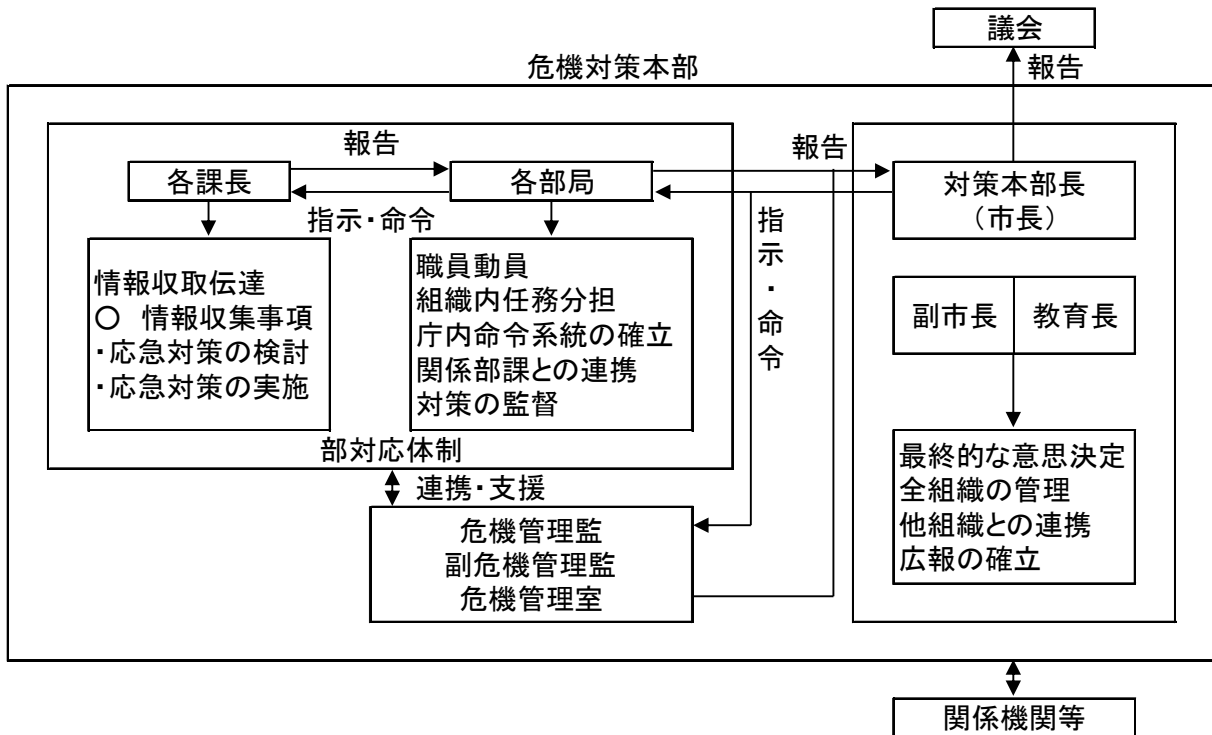 議会
危機対策本部
報告
報告
報告
各課長
各部局
対策本部長
（市長）
指示・命令
指示・命令
情報収取伝達
○　情報収集事項
・応急対策の検討
・応急対策の実施
職員動員
組織内任務分担
庁内命令系統の確立
関係部課との連携
対策の監督
副市長
教育長
部対応体制
連携・支援
最終的な意思決定
全組織の管理
他組織との連携
広報の確立
危機管理監
副危機管理監
危機管理室
関係機関等